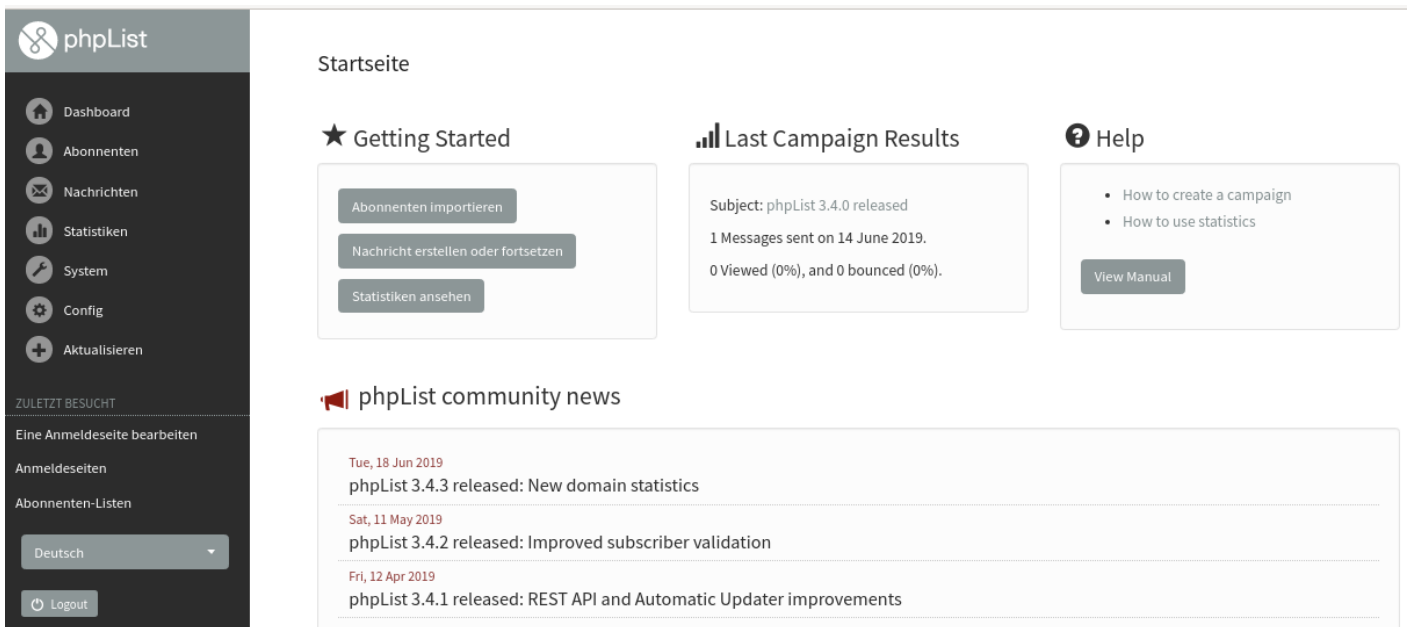 phpList
Dashboard
Abonnenten
Nachrichten
Statistiken
System
Config
Aktualisieren
ZULETZT BESUCHT
Eine Anmeldeseite bearbeiten
Anmeldeseiten
Abonnenten-Listen
Deutsch
Logout
Startseite
Getting Started
Abonnenten importieren
Nachricht erstellen oder fortsetzen
Statistiken ansehen
Last Campaign Results
Subject: phpList 3.4.0 released
1 Messages sent on 14 June 2019.
0 Viewed (0%), and 0 bounced (0%).
Help
How to create a campaign
How to use statistics
View Manual
phpList community news
Tue, 18 Jun 2019
phpList 3.4.3 released: New domain statistics
Sat, 11 May 2019
phpList 3.4.2 released: Improved subscriber validation
Fri, 12 Apr 2019
phpList 3.4.1 released: REST API and Automatic Updater improvements